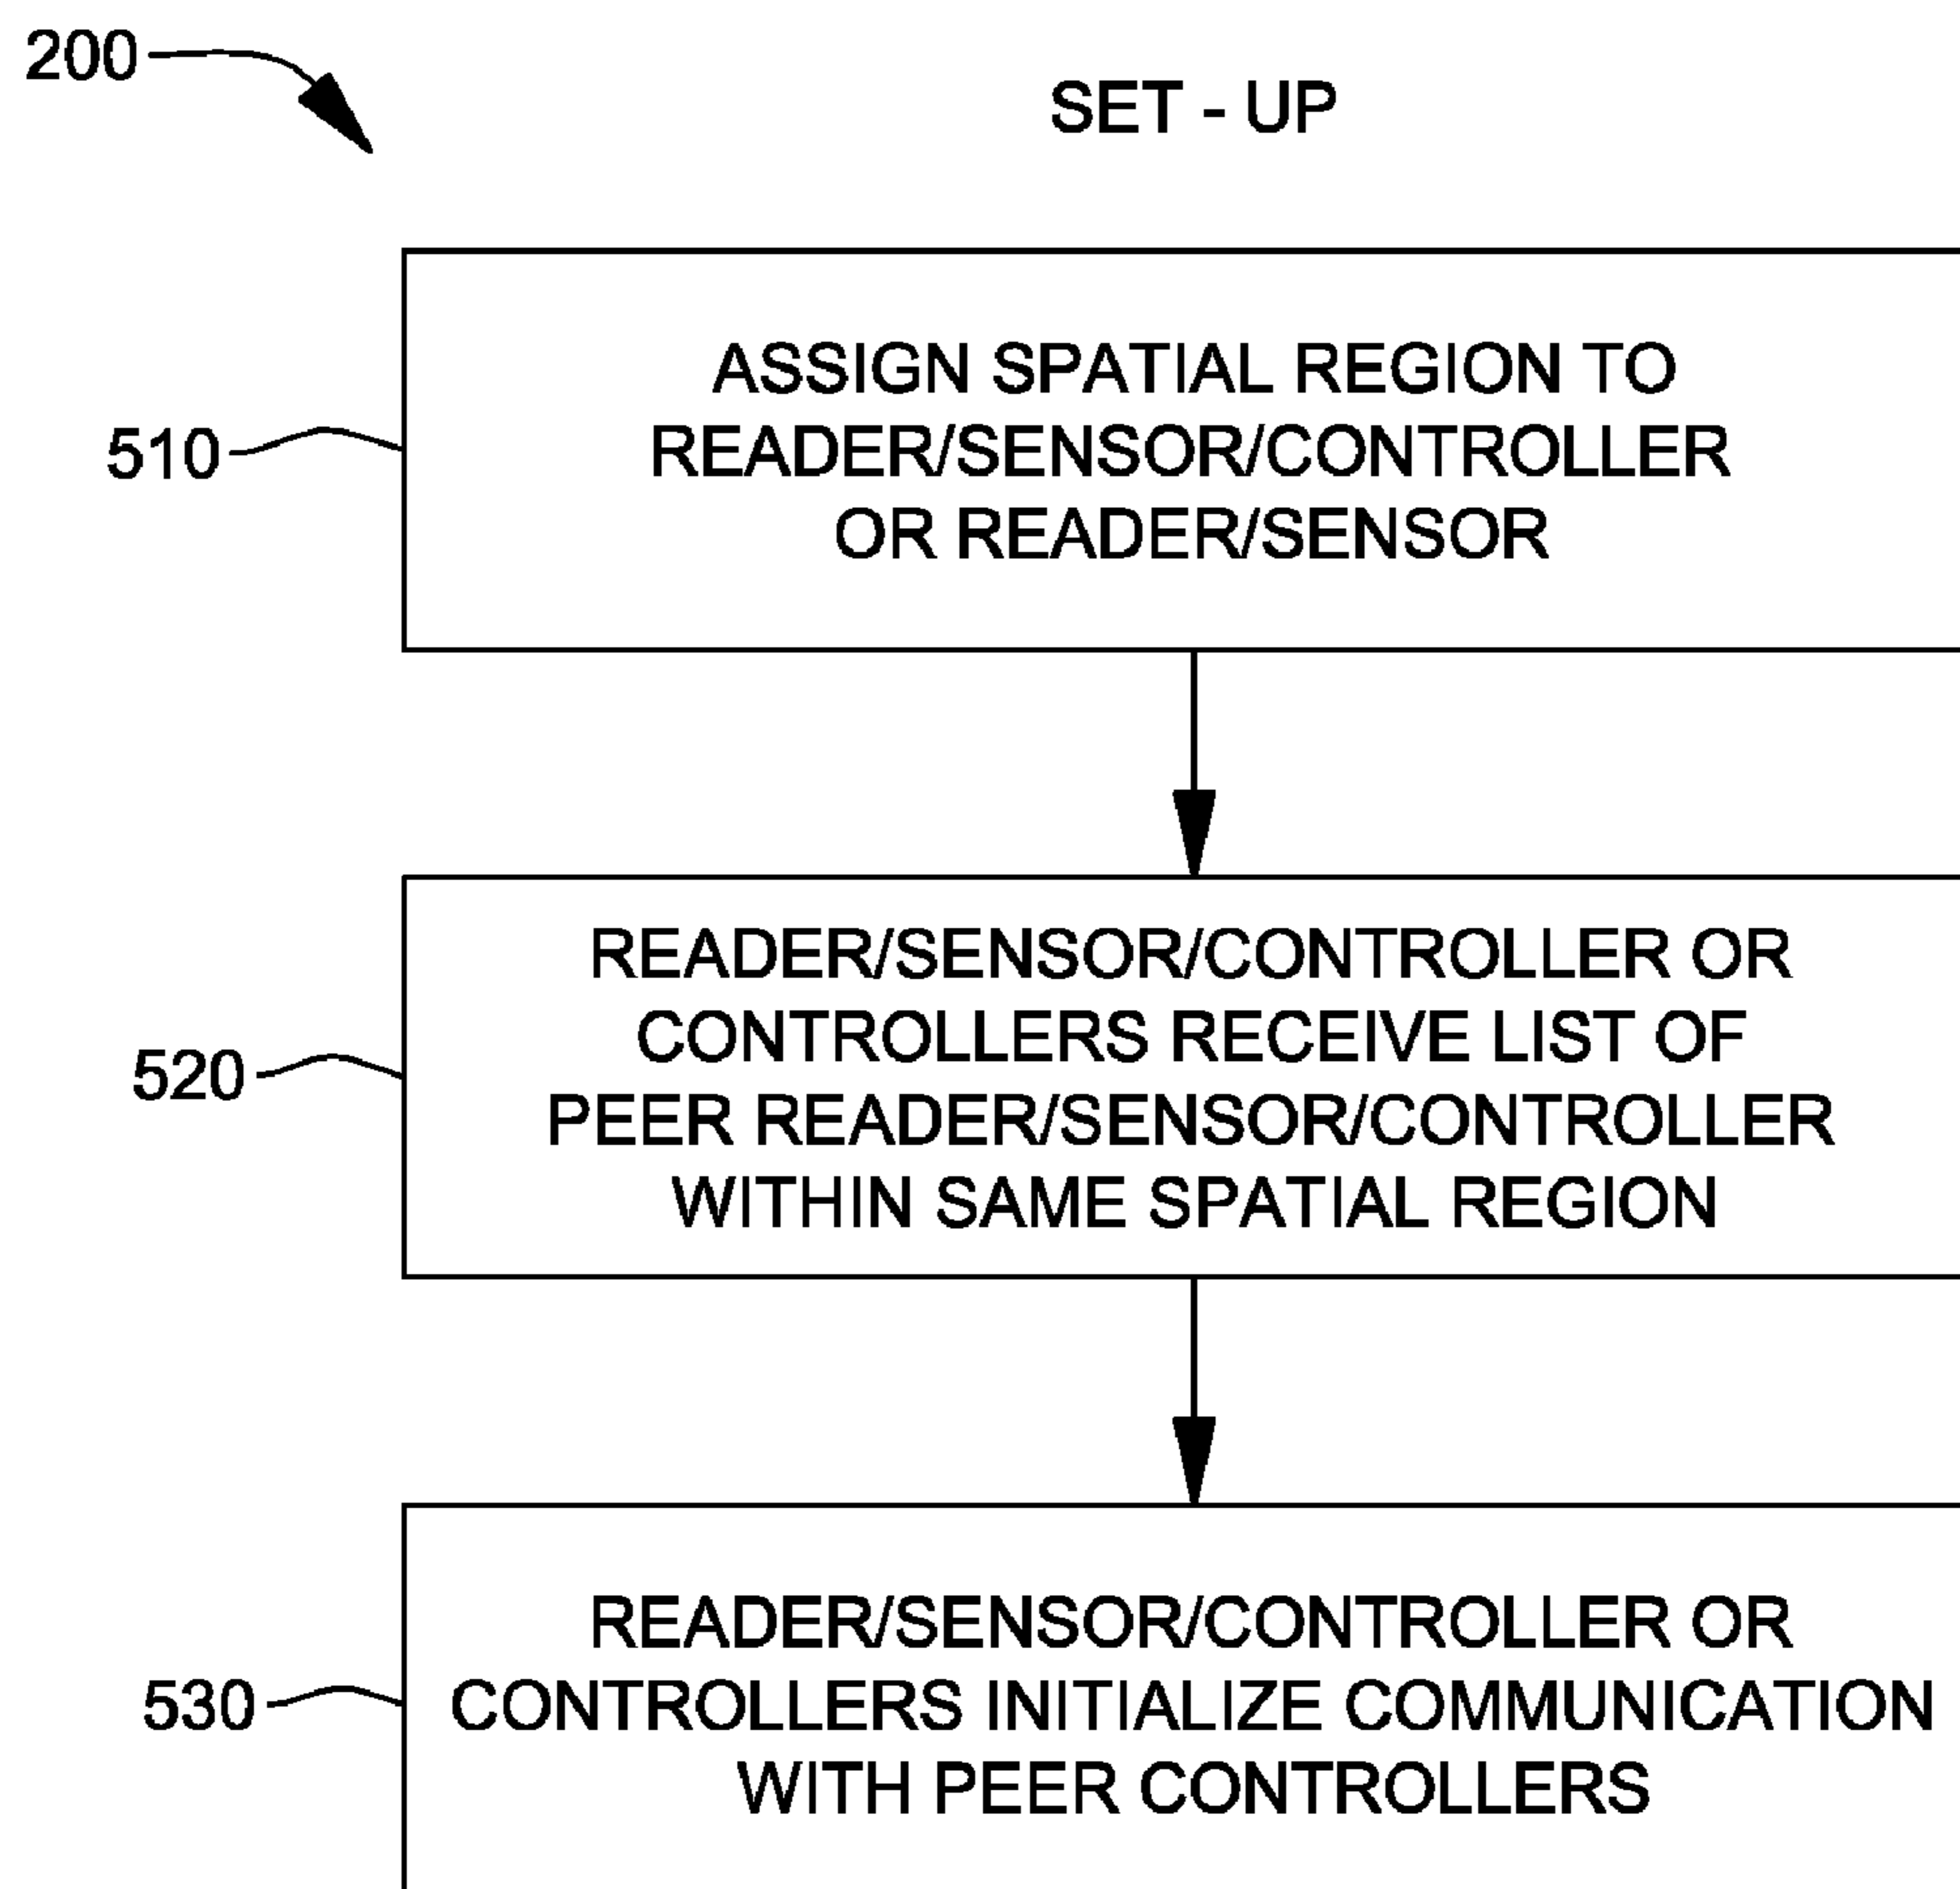 200
SET - UP
510
ASSIGN SPATIAL REGION TO
READER/SENSOR/CONTROLLER
OR READER/SENSOR
520
READER/SENSOR/CONTROLLER OR
CONTROLLERS RECEIVE LIST OF
PEER READER/SENSOR/CONTROLLER
WITHIN SAME SPATIAL REGION
530
READER/SENSOR/CONTROLLER OR
CONTROLLERS INITIALIZE COMMUNICATION
WITH PEER CONTROLLERS